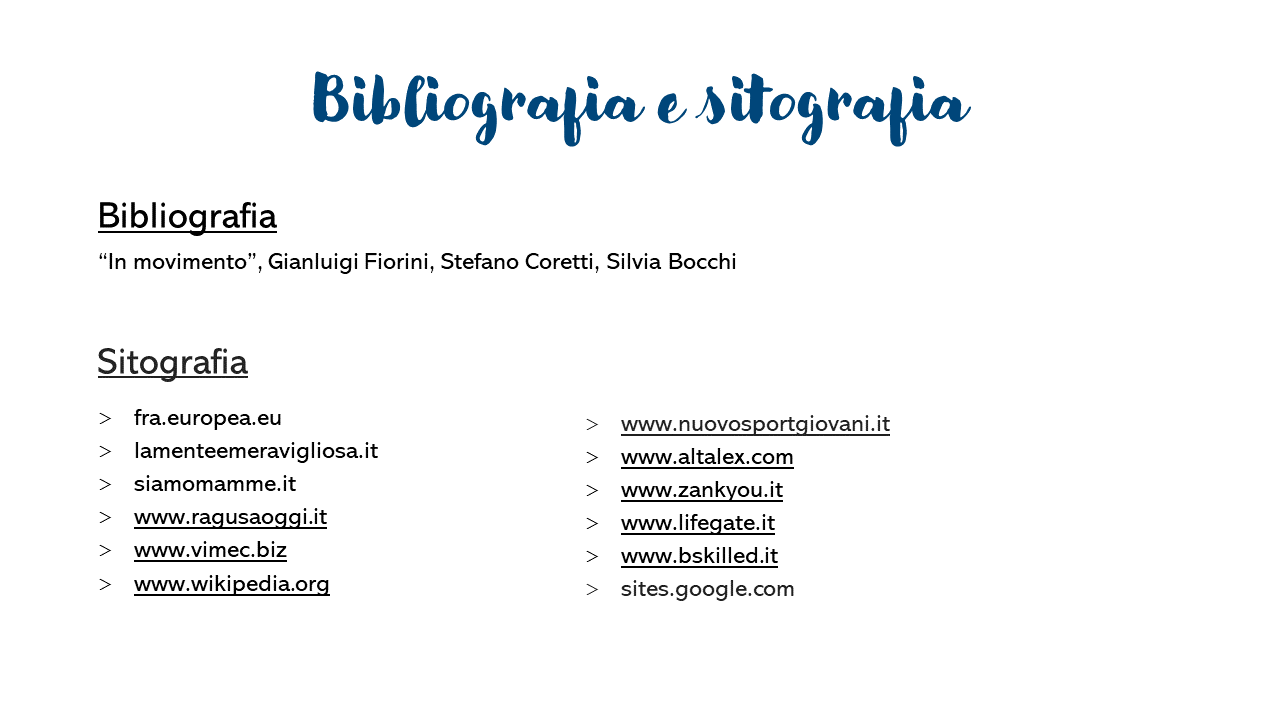 Bibliografia e sitografia
Bibliografia
“In movimento”, Gianluigi Fiorini, Stefano Coretti, Silvia Bocchi
Sitografia
> fra.europea.eu
> lamenteemeravigliosa.it
> siamomamme.it
> www.ragusaoggi.it
> www.vimec.biz
> www.wikipedia.org
> www.nuovosportgiovani.it
> www.altalex.com
> www.zankyou.it
> www.lifegate.it
> www.bskilled.it
> sites.google.com